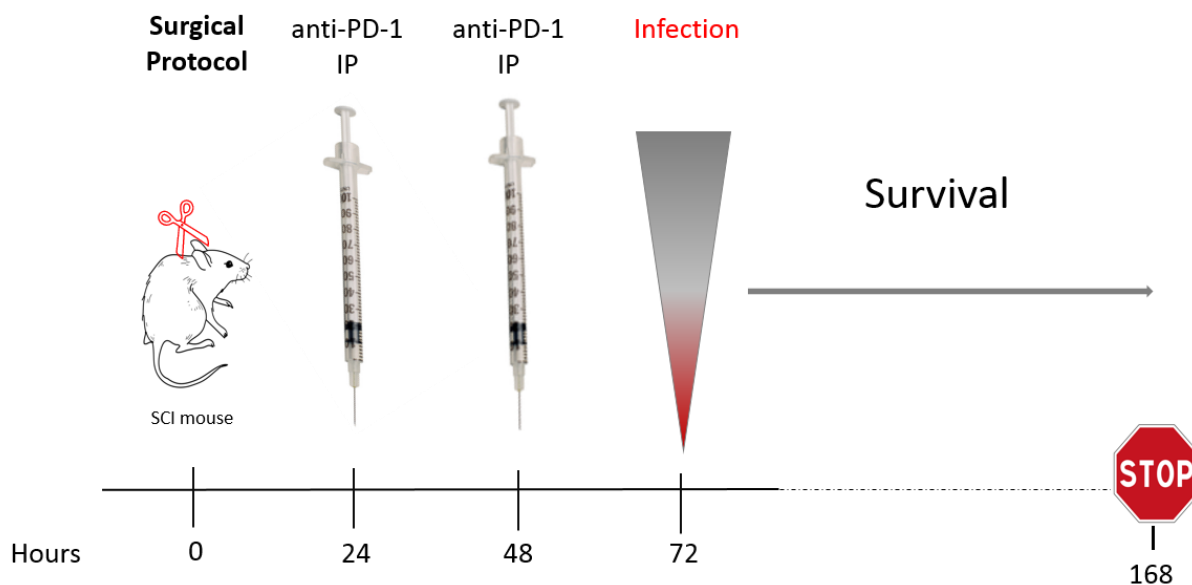 Surgical
Protocol
anti-PD-1
IP
anti-PD-1
IP
Infection
Survival
SCI mouse
STOP
Hours
0
24
48
72
168